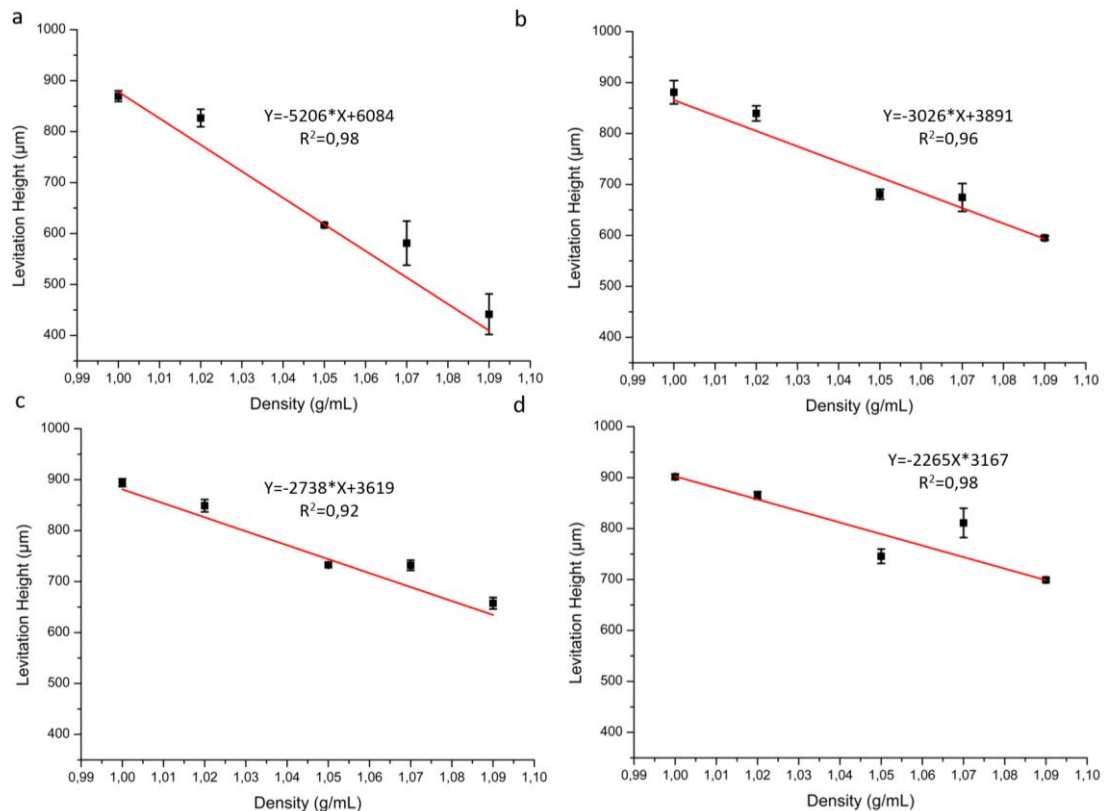 a
1000
900
800
700
600
500
400
Levitation Height (µm)
Y=-5206*X+6084
R²=0,98
0,99 1,00 1,01 1,02 1,03 1,04 1,05 1,06 1,07 1,08 1,09 1,10
Density (g/mL)
b
1000
900
800
700
600
500
400
Levitation Height (µm)
Y=-3026*X+3891
R²=0,96
0,99 1,00 1,01 1,02 1,03 1,04 1,05 1,06 1,07 1,08 1,09 1,10
Density (g/mL)
c
1000
900
800
700
600
500
400
Levitation Height (µm)
Y=-2738*X+3619
R²=0,92
0,99 1,00 1,01 1,02 1,03 1,04 1,05 1,06 1,07 1,08 1,09 1,10
Density (g/mL)
d
1000
900
800
700
600
500
400
Levitation Height (µm)
Y=-2265X*3167
R²=0,98
0,99 1,00 1,01 1,02 1,03 1,04 1,05 1,06 1,07 1,08 1,09 1,10
Density (g/mL)